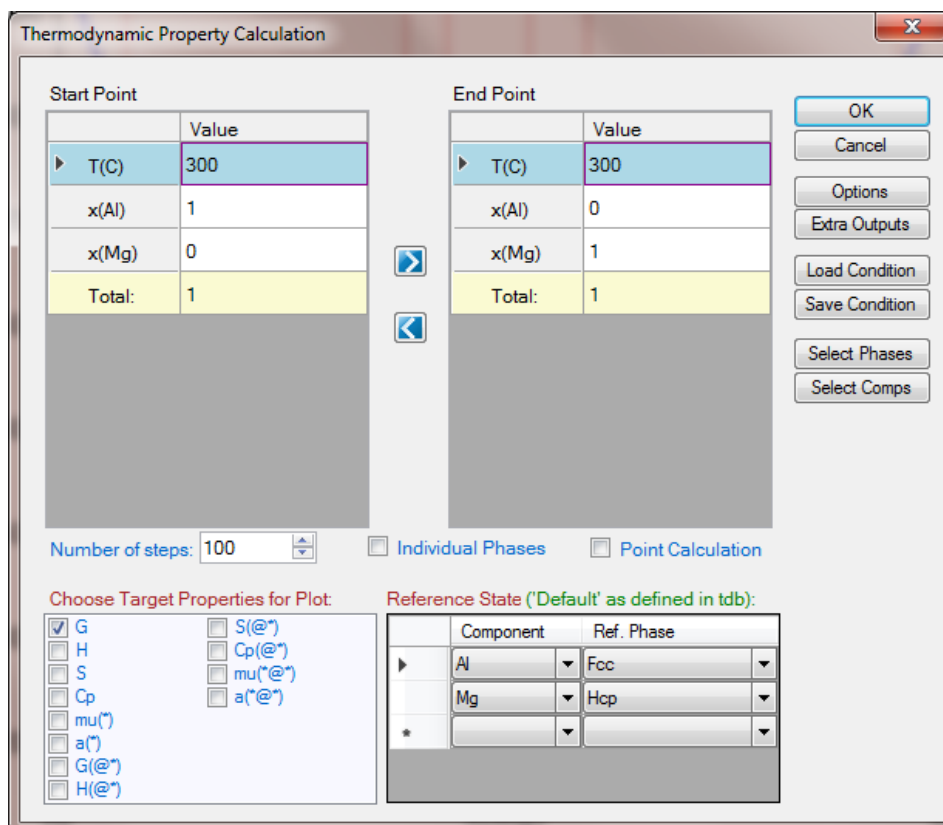 Thermodynamic Property Calculation
X
Start Point
Value
T(C) 300
x(Al) 1
x(Mg) 0
Total: 1
End Point
Value
T(C) 300
x(Al) 0
x(Mg) 1
Total: 1
OK
Cancel
Options
Extra Outputs
Load Condition
Save Condition
Select Phases
Select Comps
Number of steps: 100
Individual Phases
Point Calculation
Choose Target Properties for Plot:
G
H
S
Cp
mu(*)
a(*)
G(@*)
H(@*)
S(@*)
Cp(@*)
mu(*@*)
a(*@*)
Reference State ('Default' as defined in tdb):
Component Ref. Phase
Al Fcc
Mg Hcp
*